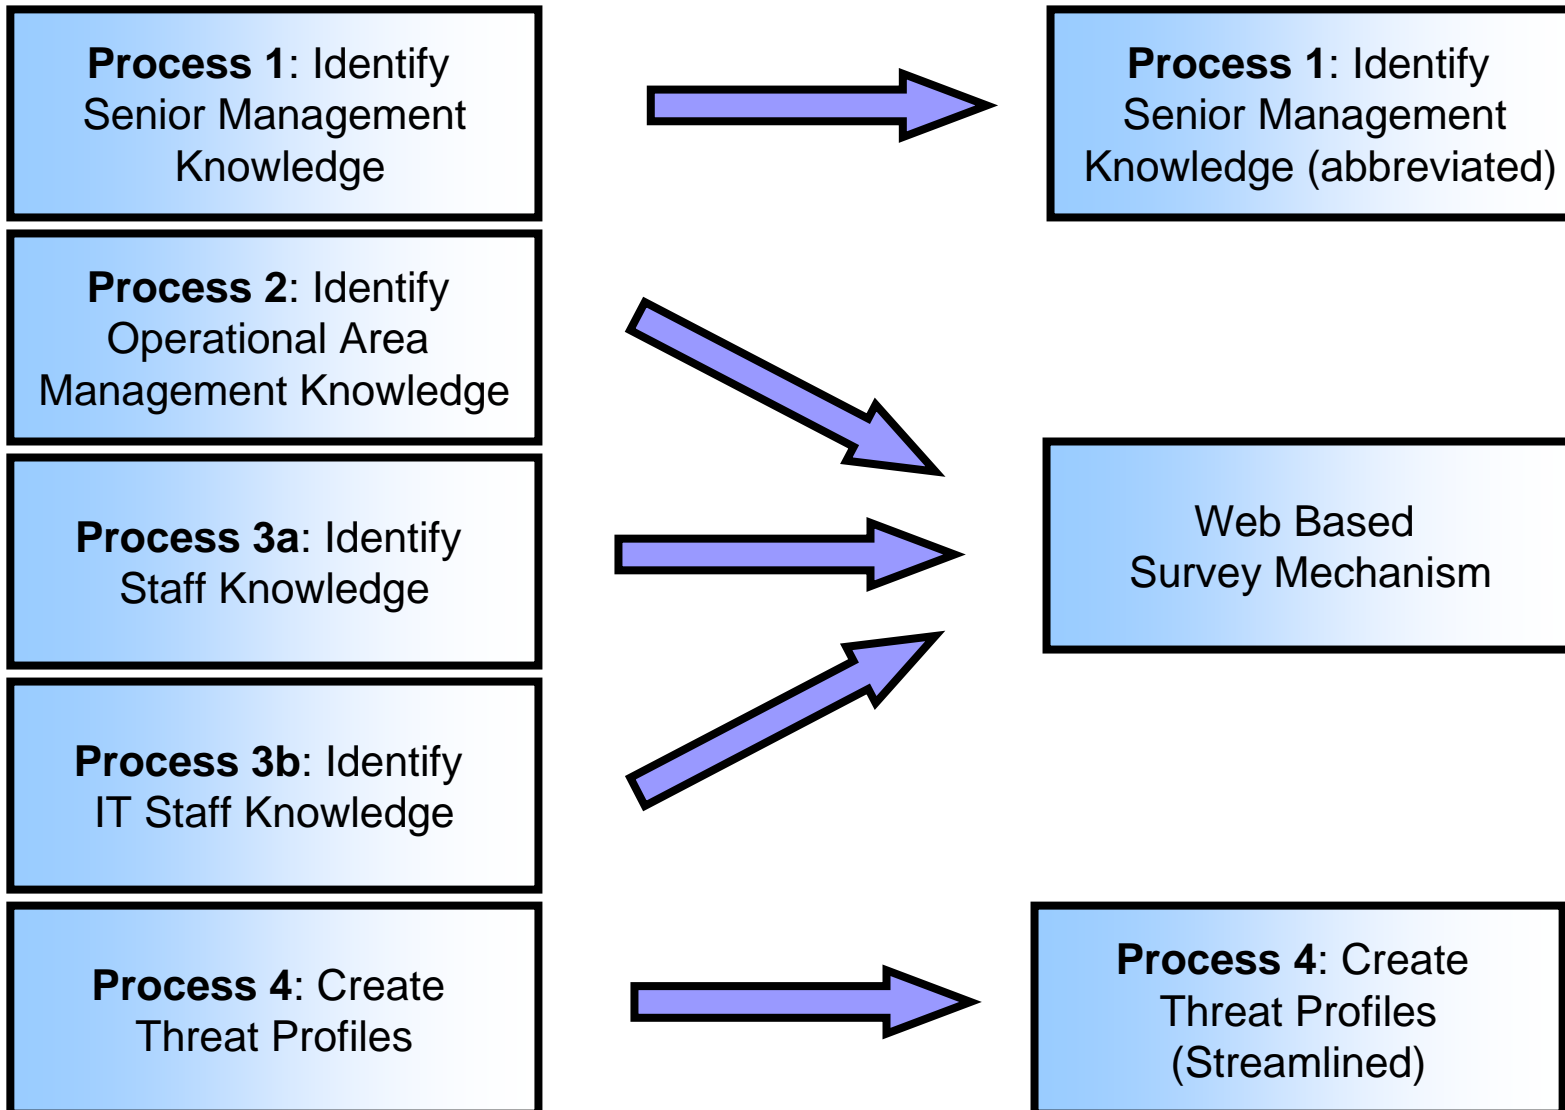 Process 1: Identify
Senior Management
Knowledge
Process 1: Identify
Senior Management
Knowledge (abbreviated)
Process 2: Identify
Operational Area
Management Knowledge
Process 3a: Identify
Staff Knowledge
Web Based
Survey Mechanism
Process 3b: Identify
IT Staff Knowledge
Process 4: Create
Threat Profiles
Process 4: Create
Threat Profiles
(Streamlined)